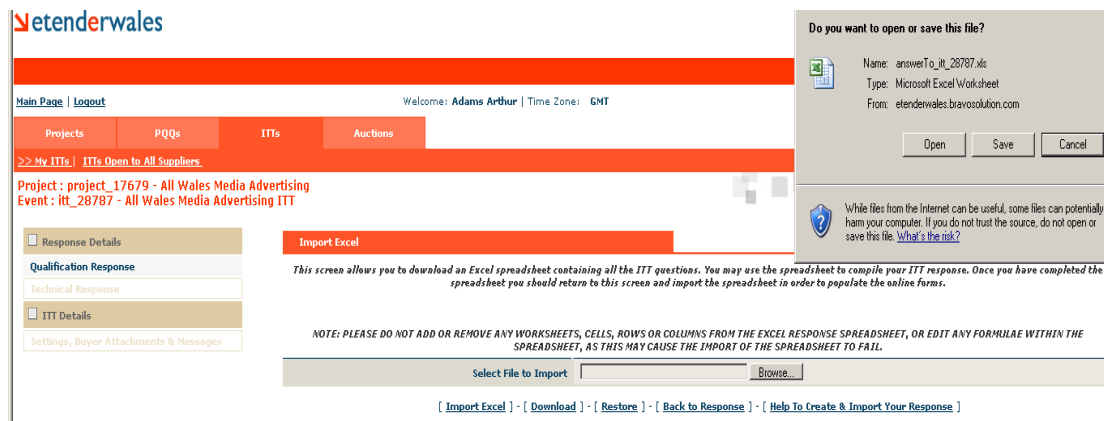 etenderwales
Main Page | Logout
Welcome: Adams Arthur | Time Zone: GMT
Projects
PQQs
ITTs
Auctions
>> My ITTs | ITTs Open to All Suppliers
Project : project_17679 - All Wales Media Advertising
Event : itt_28787 - All Wales Media Advertising ITT
Do you want to open or save this file?
Name: answerTo_itt_28787.xls
Type: Microsoft Excel Worksheet
From: etenderwales.bravosolution.com
Open
Save
Cancel
While files from the Internet can be useful, some files can potentially
harm your computer. If you do not trust the source, do not open or
save this file. What's the risk?
Response Details
Qualification Response
Technical Response
ITT Details
Settings, Buyer Attachments & Messages
Import Excel
This screen allows you to download an Excel spreadsheet containing all the ITT questions. You may use the spreadsheet to compile your ITT response. Once you have completed the
spreadsheet you should return to this screen and import the spreadsheet in order to populate the online forms.
NOTE: PLEASE DO NOT ADD OR REMOVE ANY WORKSHEETS, CELLS, ROWS OR COLUMNS FROM THE EXCEL RESPONSE SPREADSHEET, OR EDIT ANY FORMULAE WITHIN THE
SPREADSHEET, AS THIS MAY CAUSE THE IMPORT OF THE SPREADSHEET TO FAIL.
Select File to Import
Browse...
[ Import Excel ] - [ Download ] - [ Restore ] - [ Back to Response ] - [ Help To Create & Import Your Response ]